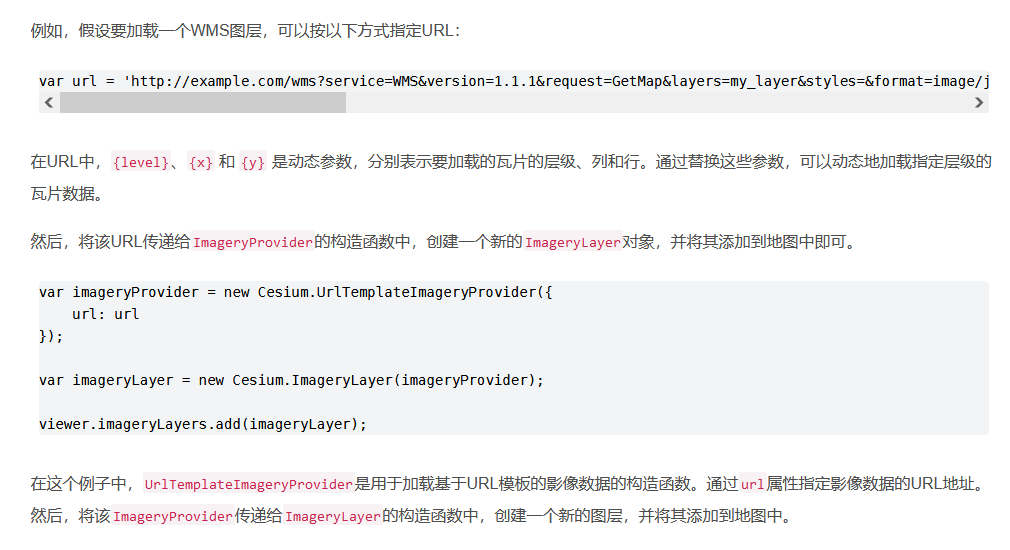 例如，假设要加载一个WMS图层，可以按以下方式指定URL：
var url = 'http://example.com/wms?service=WMS&version=1.1.1&request=GetMap&layers=my_layer&styles=&format=image/j
在URL中，{level}、{x} 和 {y} 是动态参数，分别表示要加载的瓦片的层级、列和行。通过替换这些参数，可以动态地加载指定层级的
瓦片数据。
然后，将该URL传递给ImageryProvider的构造函数中，创建一个新的ImageryLayer对象，并将其添加到地图中即可。
var imageryProvider = new Cesium.UrlTemplateImageryProvider({
    url: url
});
var imageryLayer = new Cesium.ImageryLayer(imageryProvider);
viewer.imageryLayers.add(imageryLayer);
在这个例子中，UrlTemplateImageryProvider是用于加载基于URL模板的影像数据的构造函数。通过url属性指定影像数据的URL地址。
然后，将该ImageryProvider传递给ImageryLayer的构造函数中，创建一个新的图层，并将其添加到地图中。